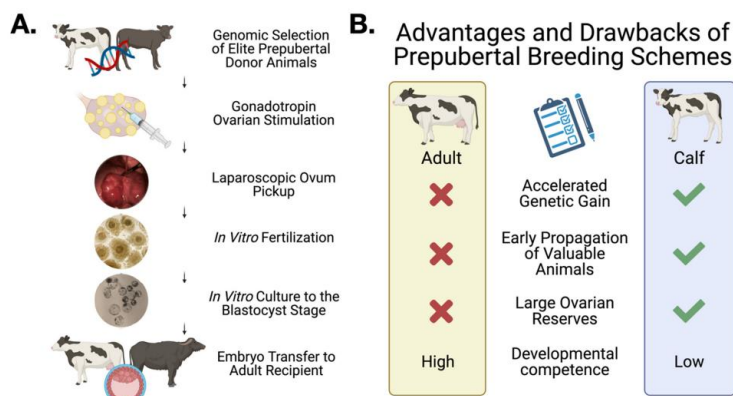 A.
Genomic Selection
of Elite Prepubertal
Donor Animals
Gonadotropin
Ovarian Stimulation
Laparoscopic Ovum
Pickup
In Vitro Fertilization
In Vitro Culture to the
Blastocyst Stage
Embryo Transfer to
Adult Recipient
B.
Advantages and Drawbacks of
Prepubertal Breeding Schemes
Adult
Calf
Accelerated
Genetic Gain
Early Propagation
of Valuable
Animals
Large Ovarian
Reserves
High
Developmental
competence
Low